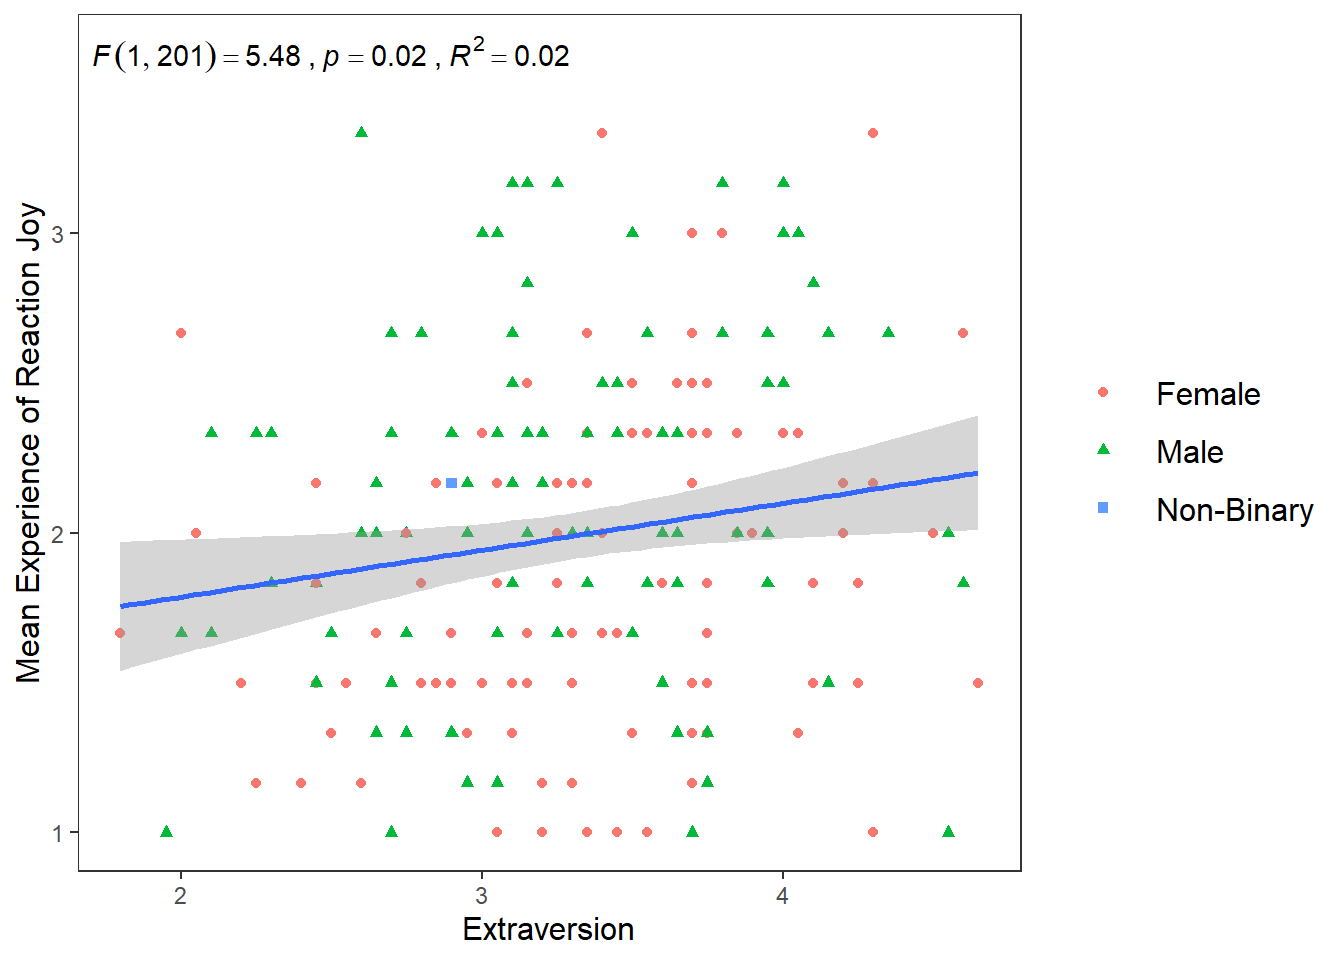 F(1, 201) = 5.48 , p = 0.02 , R² = 0.02
Mean Experience of Reaction Joy
3
2
1
2 3 4
Extraversion
Female
Male
Non-Binary